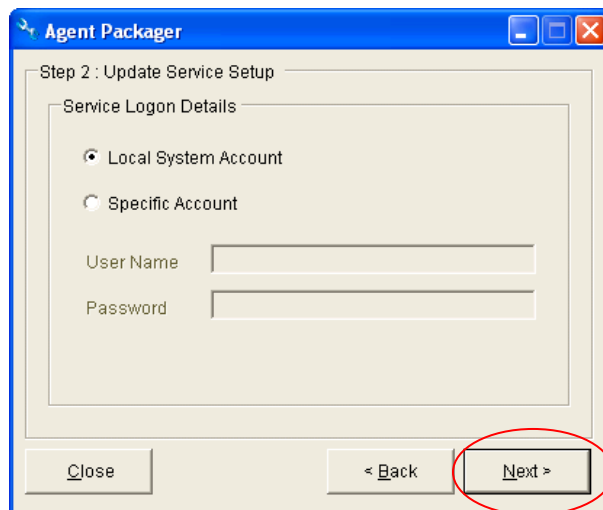 Agent Packager
Step 2 : Update Service Setup
Service Logon Details
Local System Account
Specific Account
User Name
Password
Close
< Back
Next >